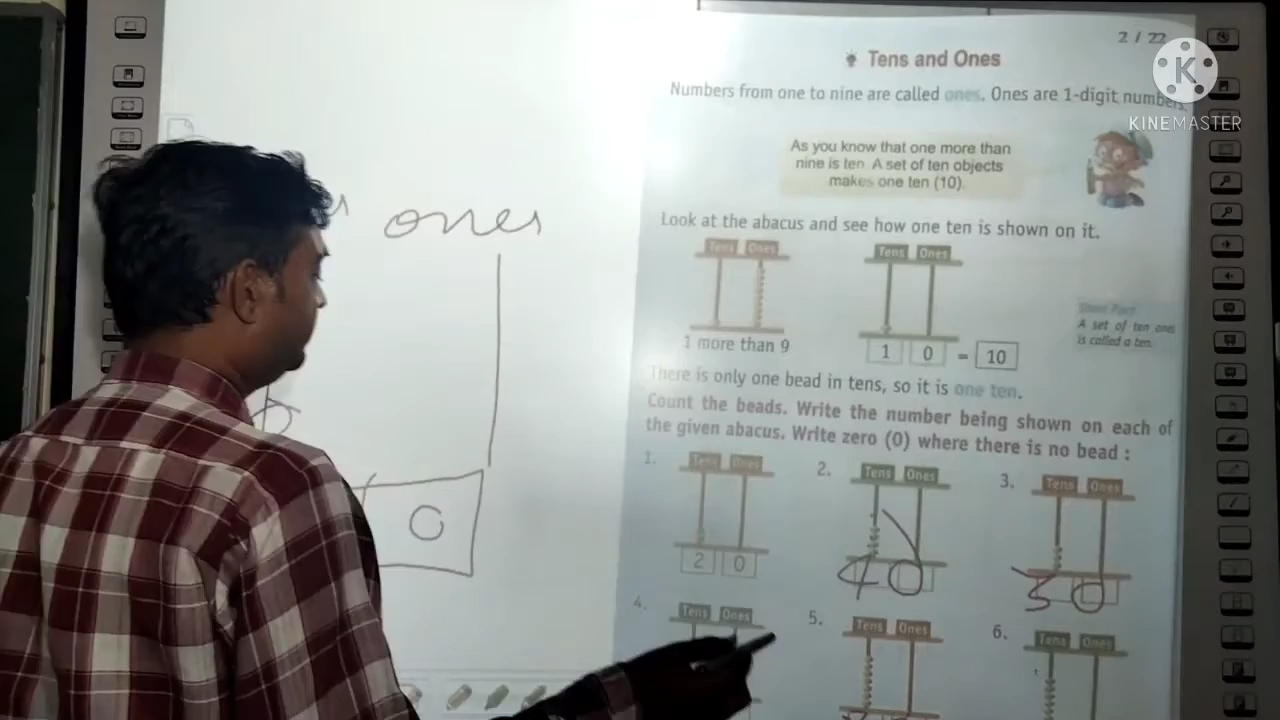 2 / 22
KINEMASTER
Tens and Ones
Numbers from one to nine are called ones. Ones are 1-digit numbers.
As you know that one more than
nine is ten. A set of ten objects
makes one ten (10).
Look at the abacus and see how one ten is shown on it.
Tens Ones
Tens Ones
1 more than 9
1 0 = 10
A set of ten ones
is called a ten.
There is only one bead in tens, so it is one ten.
Count the beads. Write the number being shown on each of
the given abacus. Write zero (0) where there is no bead :
1. Tens Ones
2 0
2. Tens Ones
4 0
3. Tens Ones
3 0
4. Tens Ones
5. Tens Ones
6. Tens Ones
ones
0